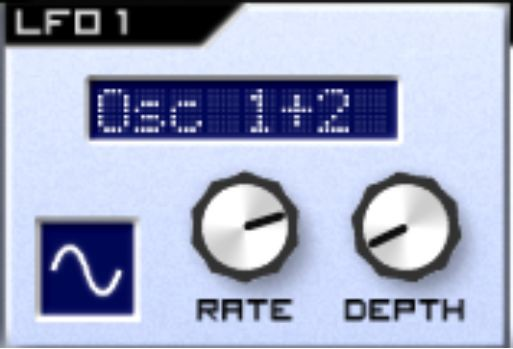 LFO 1
Osc 1+2
RATE DEPTH